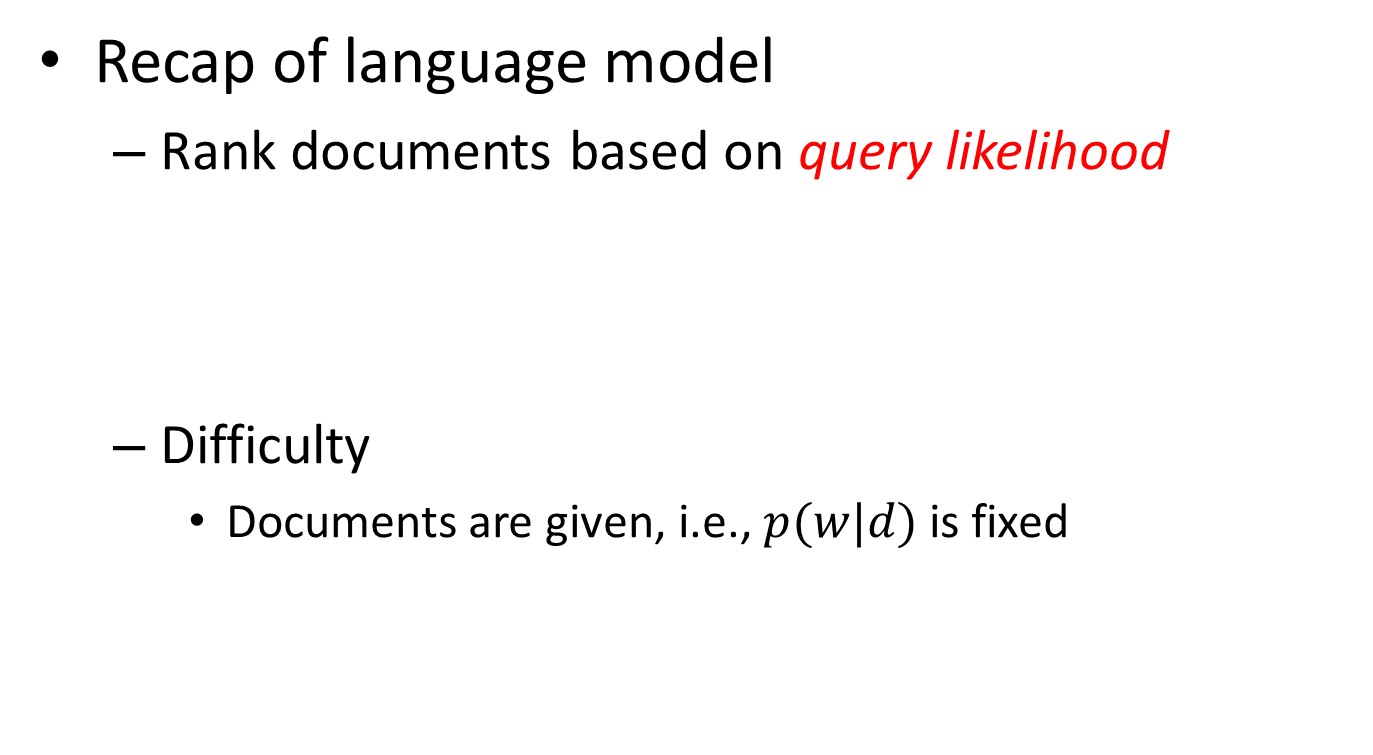 • Recap of language model
– Rank documents based on query likelihood
– Difficulty
• Documents are given, i.e., 𝑝(𝑤|𝑑) is fixed